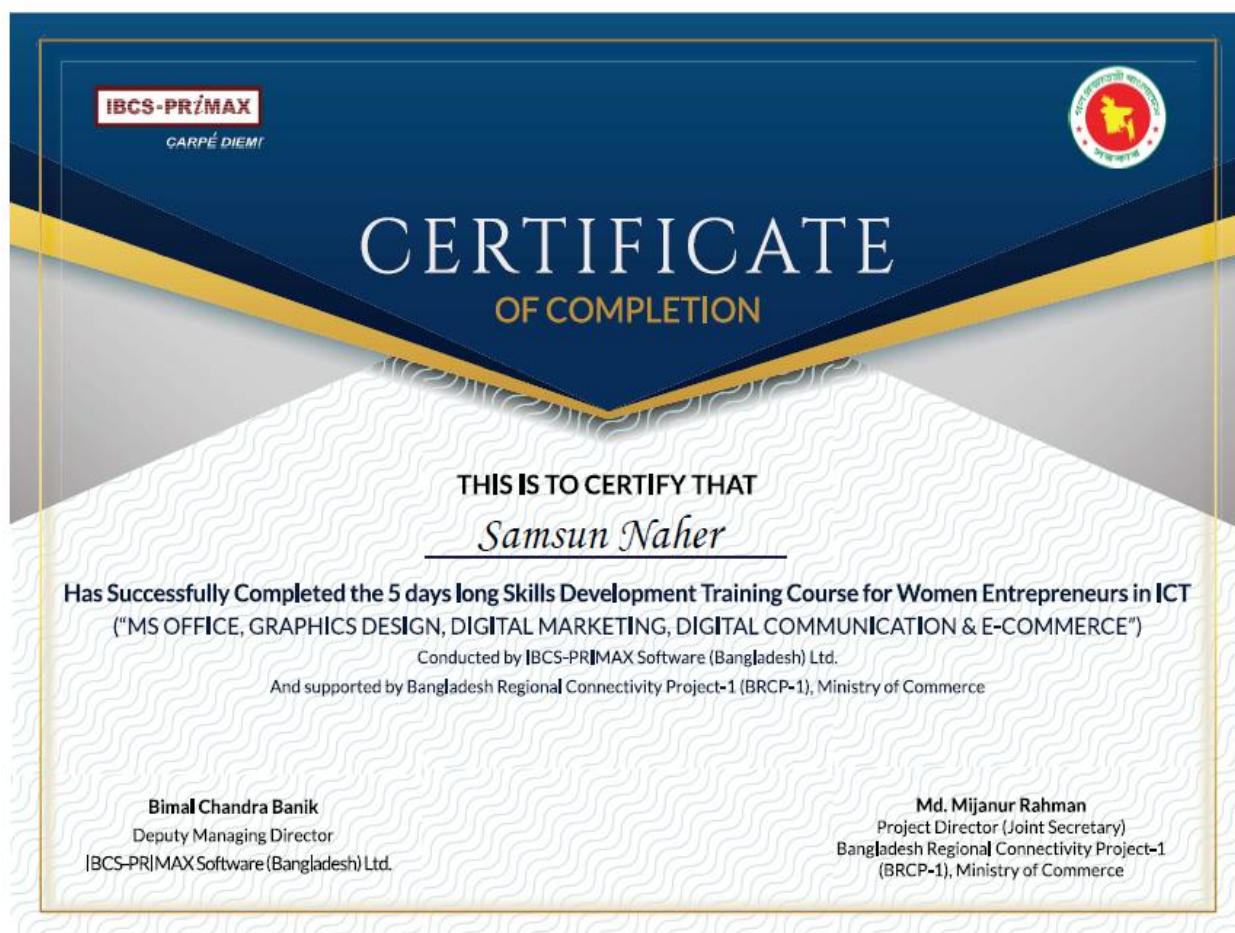 IBCS-PRiMAX
CARPÉ DIEM!
গণপ্রজাতন্ত্রী বাংলাদেশ
সরকার
CERTIFICATE
OF COMPLETION
THIS IS TO CERTIFY THAT
Samsun Naher
Has Successfully Completed the 5 days long Skills Development Training Course for Women Entrepreneurs in ICT
("MS OFFICE, GRAPHICS DESIGN, DIGITAL MARKETING, DIGITAL COMMUNICATION & E-COMMERCE")
Conducted by IBCS-PRIMAX Software (Bangladesh) Ltd.
And supported by Bangladesh Regional Connectivity Project-1 (BRCP-1), Ministry of Commerce
Bimal Chandra Banik
Deputy Managing Director
IBCS-PRIMAX Software (Bangladesh) Ltd.
Md. Mijanur Rahman
Project Director (Joint Secretary)
Bangladesh Regional Connectivity Project-1
(BRCP-1), Ministry of Commerce